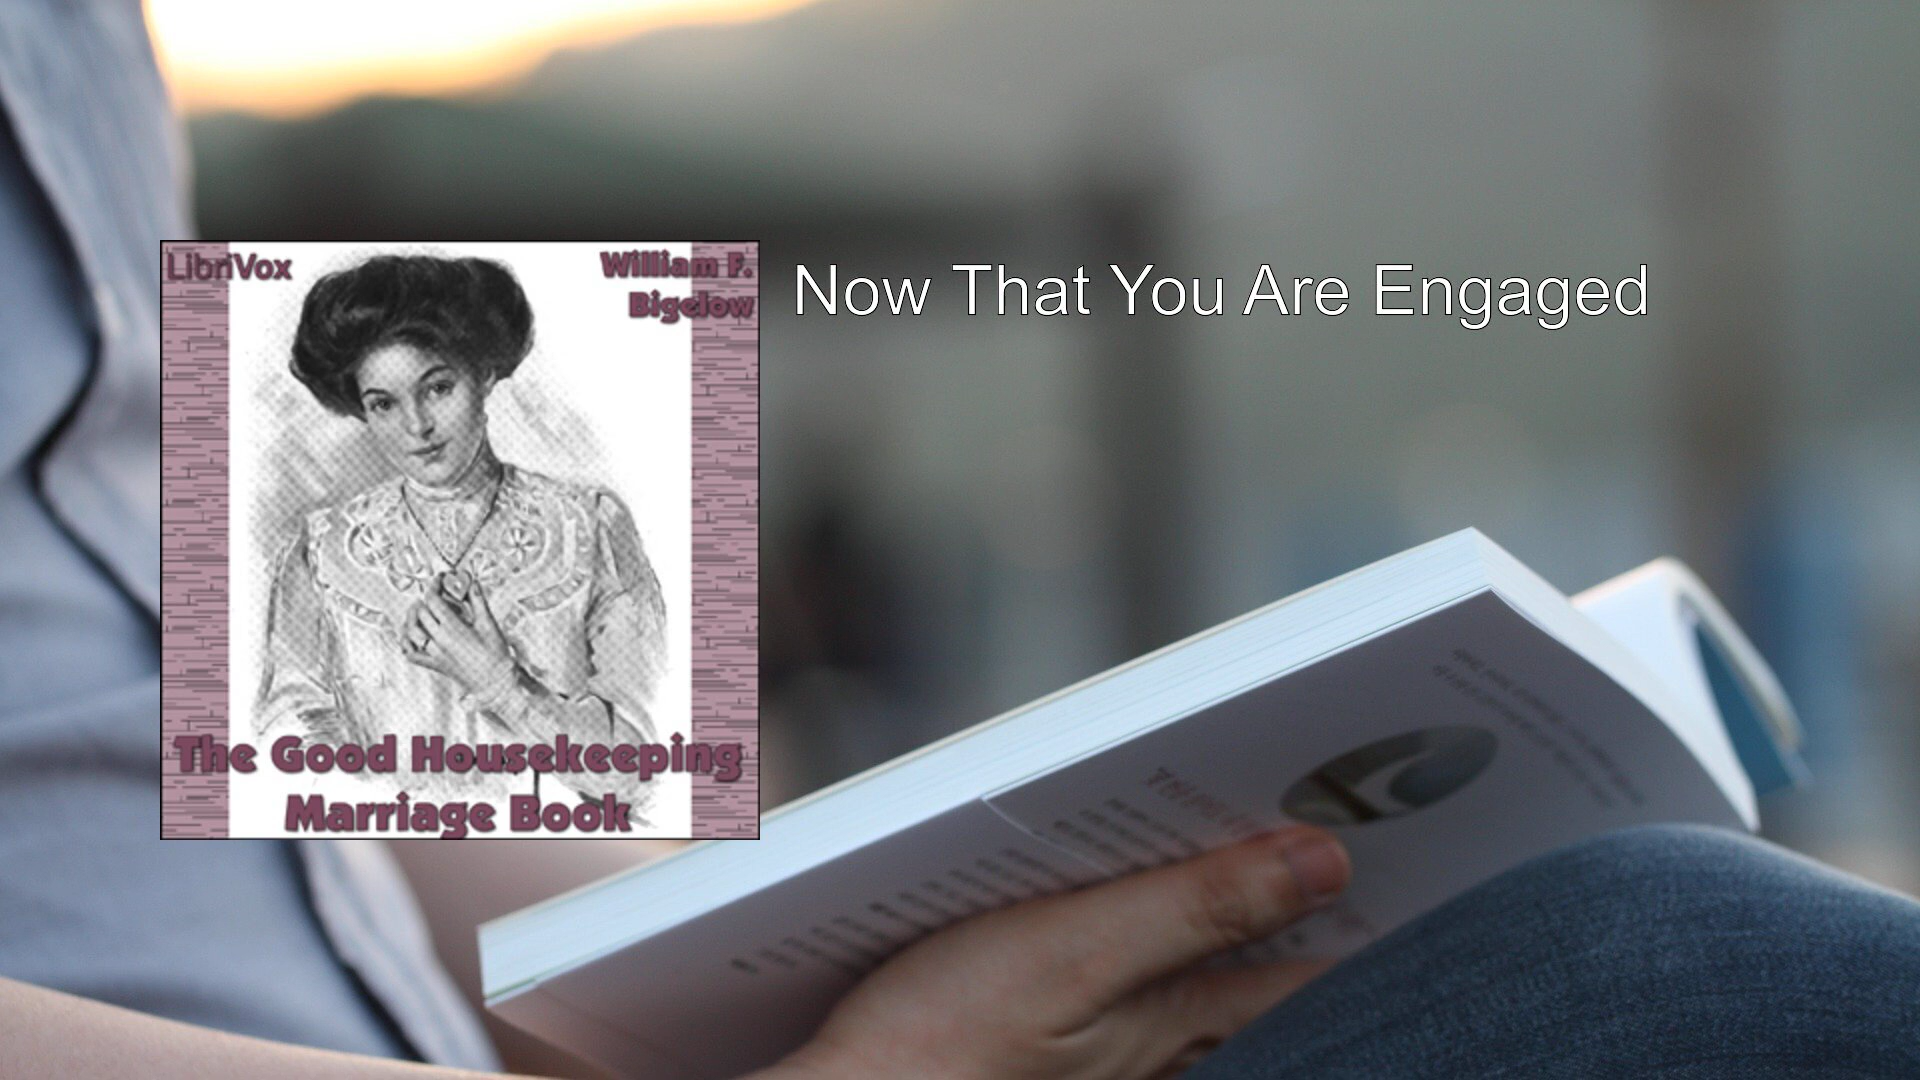 LibriVox
William F.
Bigelow
The Good Housekeeping
Marriage Book
Now That You Are Engaged